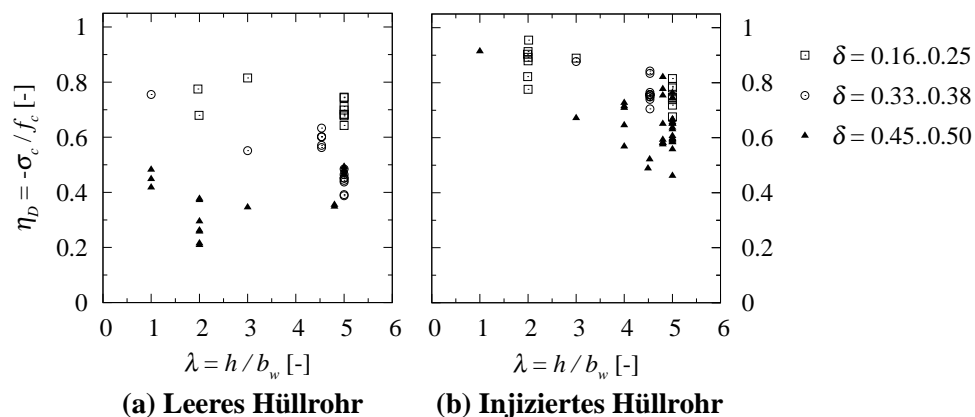 η_D = -σ_c / f_c [-]
1
0.8
0.6
0.4
0.2
0
0 1 2 3 4 5 6
λ = h / b_w [-]
(a) Leeres Hüllrohr
1
0.8
0.6
0.4
0.2
0
0 1 2 3 4 5 6
λ = h / b_w [-]
(b) Injiziertes Hüllrohr
δ = 0.16..0.25
δ = 0.33..0.38
δ = 0.45..0.50